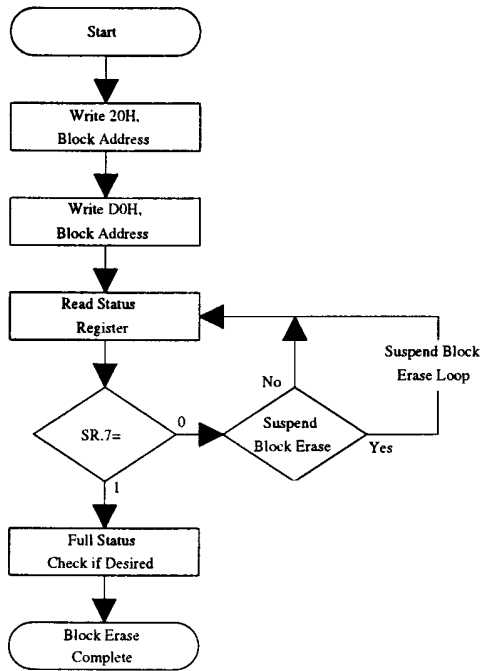 Start
Write 20H,
Block Address
Write D0H,
Block Address
Read Status
Register
Suspend Block
Erase Loop
No
SR.7=
0
Suspend
Block Erase
Yes
1
Full Status
Check if Desired
Block Erase
Complete